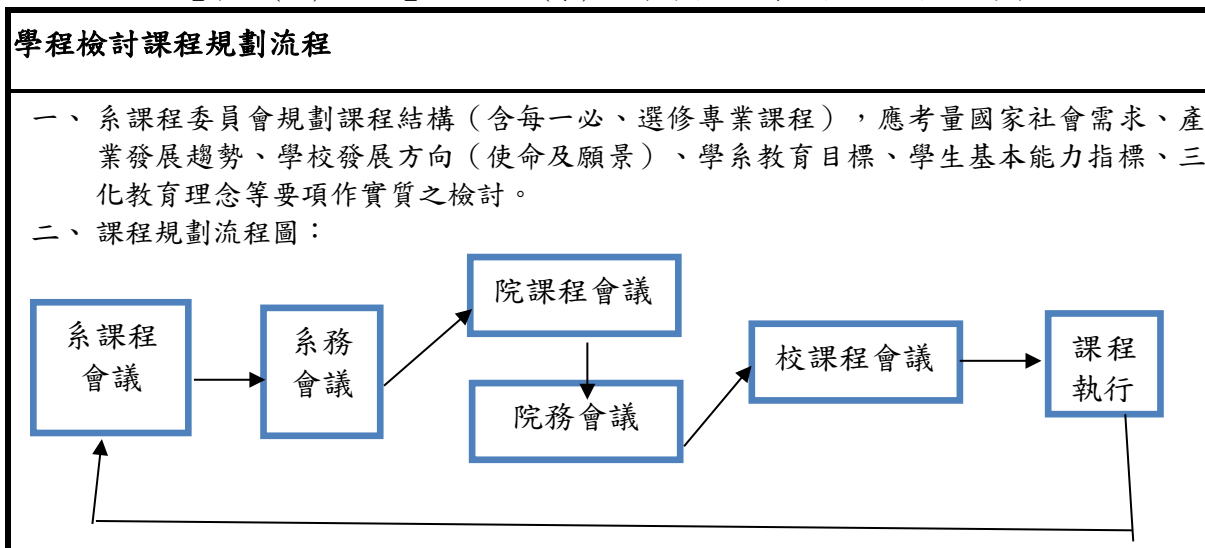 學程檢討課程規劃流程
一、 系課程委員會規劃課程結構（含每一必、選修專業課程），應考量國家社會需求、產
業發展趨勢、學校發展方向（使命及願景）、學系教育目標、學生基本能力指標、三
化教育理念等要項作實質之檢討。
二、 課程規劃流程圖：
系課程
會議
系務
會議
院課程會議
院務會議
校課程會議
課程
執行